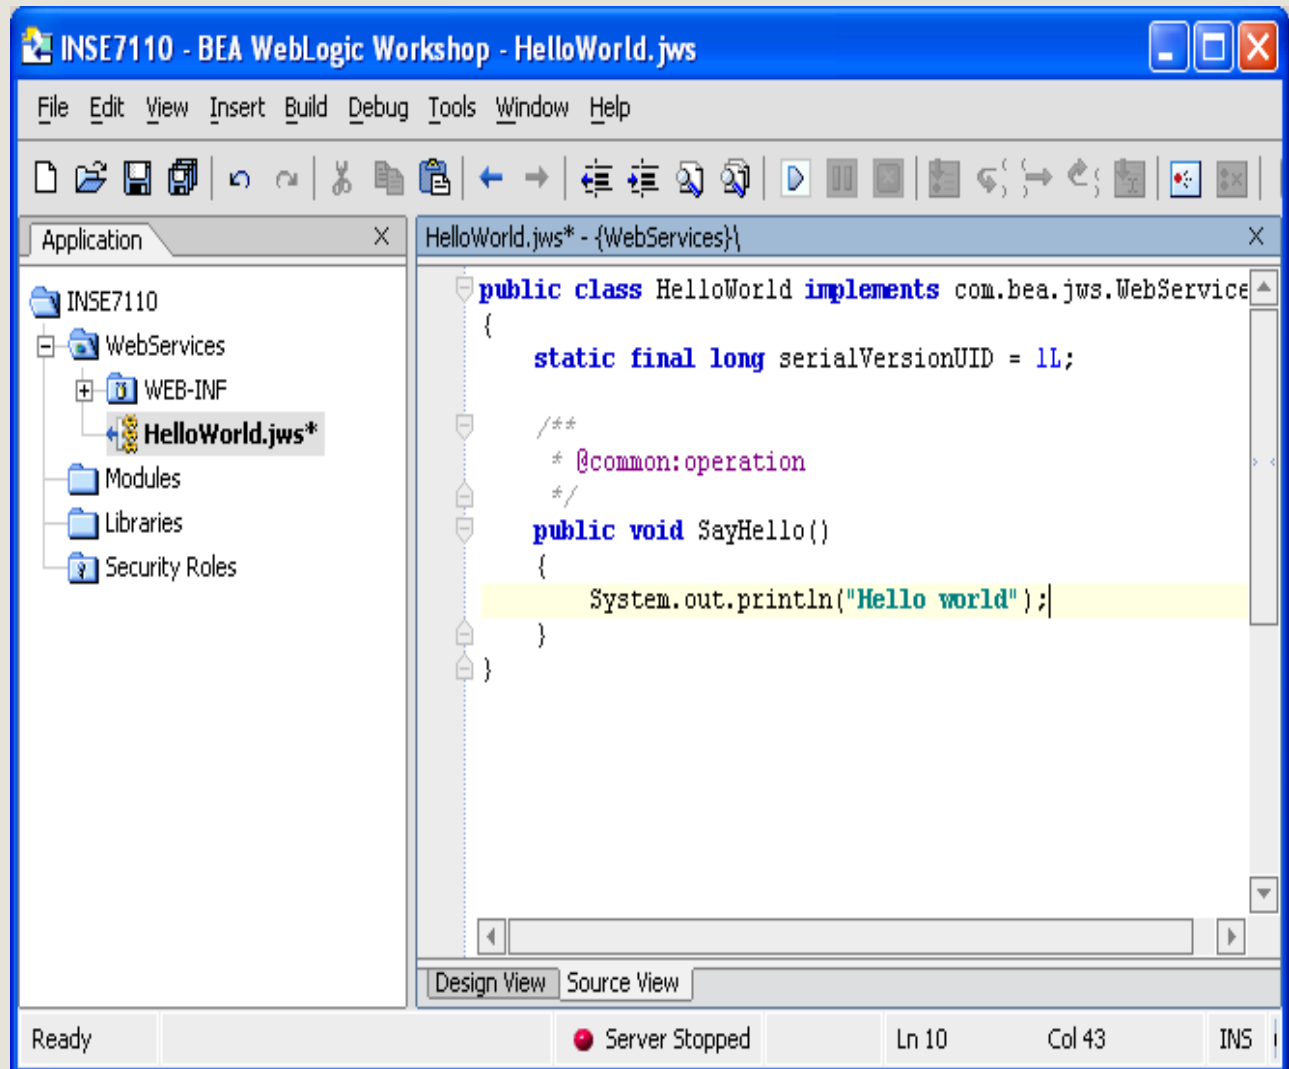 INSE7110 - BEA WebLogic Workshop - HelloWorld.jws
File Edit View Insert Build Debug Tools Window Help
Application
INSE7110
WebServices
WEB-INF
HelloWorld.jws*
Modules
Libraries
Security Roles
HelloWorld.jws* - {WebServices}\
public class HelloWorld implements com.bea.jws.WebService
{
static final long serialVersionUID = 1L;
/**
* @common:operation
*/
public void SayHello()
{
System.out.println("Hello world");
}
}
Design View Source View
Ready Server Stopped Ln 10 Col 43 INS